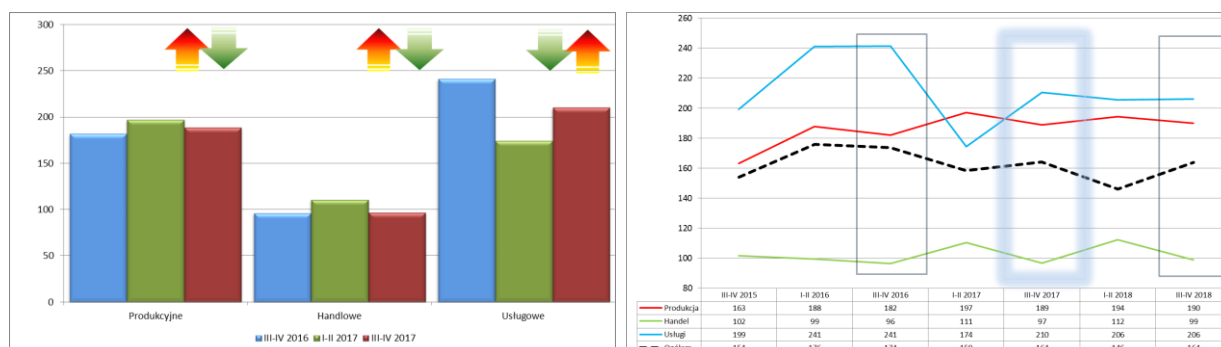 300
250
200
150
100
50
0
Produkcyjne Handlowe Usługowe
III-IV 2016 I-II 2017 III-IV 2017
260
240
220
200
180
160
140
120
100
80
III-IV 2015 I-II 2016 III-IV 2016 I-II 2017 III-IV 2017 I-II 2018 III-IV 2018
Produkcja 163 188 182 197 189 194 190
Handel 102 99 96 111 97 112 99
Usługi 199 241 241 174 210 206 206